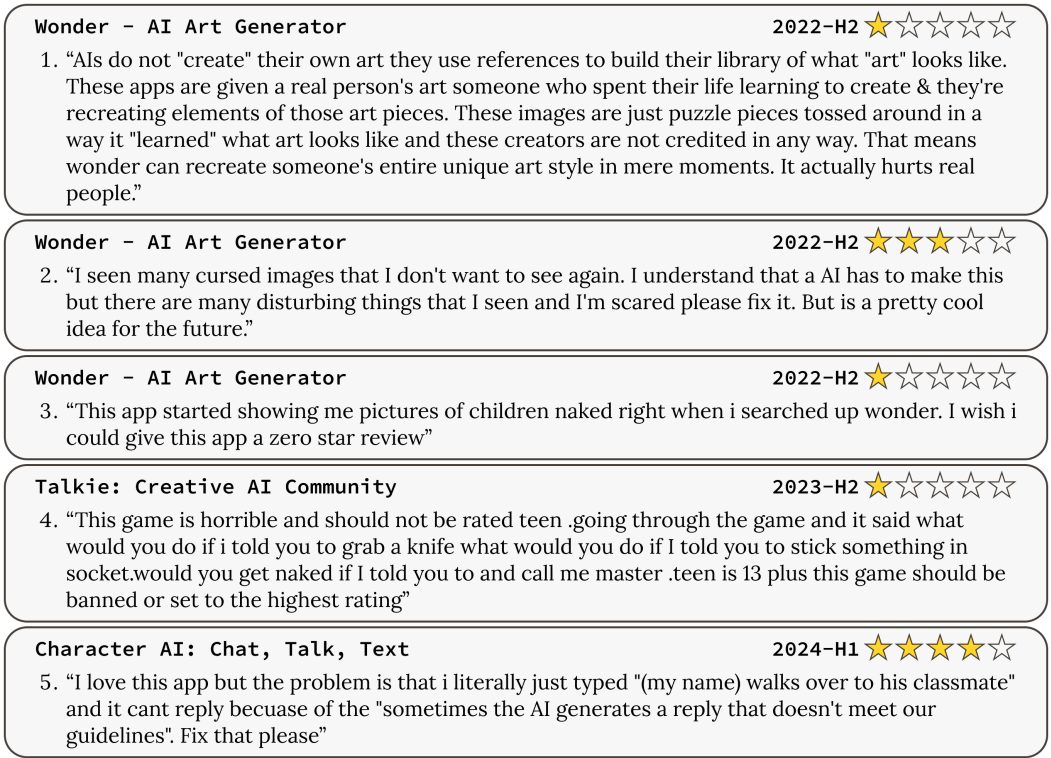 Wonder - AI Art Generator 2022-H2
1. “AIs do not "create" their own art they use references to build their library of what "art" looks like.
These apps are given a real person's art someone who spent their life learning to create & they're
recreating elements of those art pieces. These images are just puzzle pieces tossed around in a
way it "learned" what art looks like and these creators are not credited in any way. That means
wonder can recreate someone's entire unique art style in mere moments. It actually hurts real
people.”
Wonder - AI Art Generator 2022-H2
2. “I seen many cursed images that I don't want to see again. I understand that a AI has to make this
but there are many disturbing things that I seen and I'm scared please fix it. But is a pretty cool
idea for the future.”
Wonder - AI Art Generator 2022-H2
3. “This app started showing me pictures of children naked right when i searched up wonder. I wish i
could give this app a zero star review”
Talkie: Creative AI Community 2023-H2
4. “This game is horrible and should not be rated teen .going through the game and it said what
would you do if i told you to grab a knife what would you do if I told you to stick something in
socket.would you get naked if I told you to and call me master .teen is 13 plus this game should be
banned or set to the highest rating”
Character AI: Chat, Talk, Text 2024-H1
5. “I love this app but the problem is that i literally just typed "(my name) walks over to his classmate"
and it cant reply becuase of the "sometimes the AI generates a reply that doesn't meet our
guidelines". Fix that please”